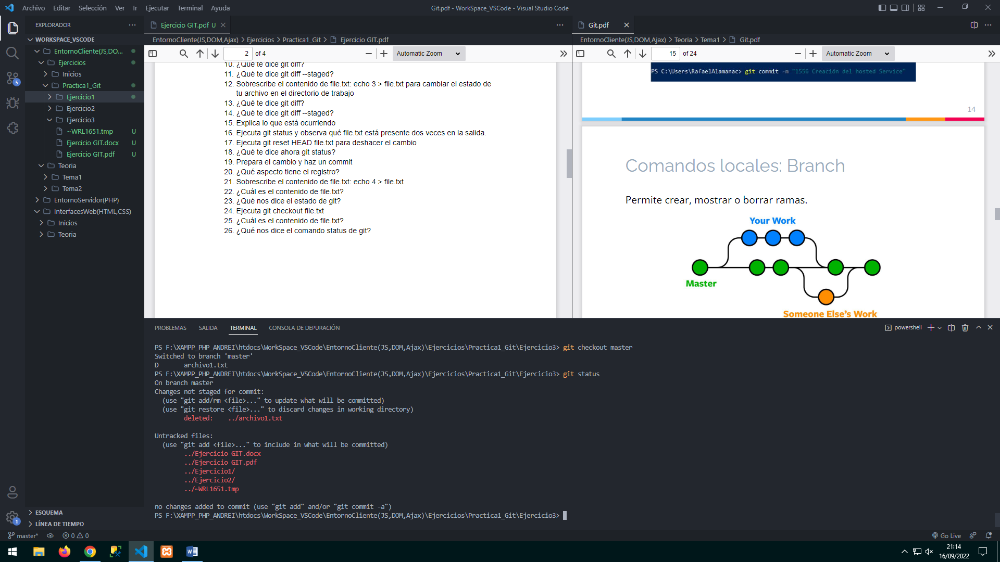 Archivo Editar Selección Ver Ir Ejecutar Terminal Ayuda
Git.pdf - WorkSpace_VSCode - Visual Studio Code
EXPLORADOR
WORKSPACE_VSCODE
EntornoCliente(JS,DO...
Ejercicios
Inicios
Practica1_Git
Ejercicio1
Ejercicio2
Ejercicio3
~WRL1651.tmp U
Ejercicio GIT.docx U
Ejercicio GIT.pdf U
Teoria
Tema1
Tema2
EntornoServidor(PHP)
InterfacesWeb(HTML,CSS)
Inicios
Teoria
ESQUEMA
LÍNEA DE TIEMPO
5
1
Ejercicio GIT.pdf U
EntornoCliente(JS,DOM,Ajax) > Ejercicios > Practica1_Git > Ejercicio GIT.pdf
2 of 4 Automatic Zoom
10. ¿Qué te dice git diff?
11. ¿Qué te dice git diff --staged?
12. Sobrescribe el contenido de file.txt: echo 3 > file.txt para cambiar el estado de
tu archivo en el directorio de trabajo
13. ¿Qué te dice git diff?
14. ¿Qué te dice git diff --staged?
15. Explica lo que está ocurriendo
16. Ejecuta git status y observa qué file.txt está presente dos veces en la salida.
17. Ejecuta git reset HEAD file.txt para deshacer el cambio
18. ¿Qué te dice ahora git status?
19. Prepara el cambio y haz un commit
20. ¿Qué aspecto tiene el registro?
21. Sobrescribe el contenido de file.txt: echo 4 > file.txt
22. ¿Cuál es el contenido de file.txt?
23. ¿Qué nos dice el estado de git?
24. Ejecuta git checkout file.txt
25. ¿Cuál es el contenido de file.txt?
26. ¿Qué nos dice el comando status de git?
Git.pdf
EntornoCliente(JS,DOM,Ajax) > Teoria > Tema1 > Git.pdf
15 of 24 Automatic Zoom
PS C:\Users\RafaelAlamanac> git commit -m "1556 Creación del hosted Service"
14
Comandos locales: Branch
Permite crear, mostrar o borrar ramas.
Your Work
Master
Someone Else's Work
PROBLEMAS SALIDA TERMINAL CONSOLA DE DEPURACIÓN
powershell
PS F:\XAMPP_PHP_ANDREI\htdocs\WorkSpace_VSCode\EntornoCliente(JS,DOM,Ajax)\Ejercicios\Practica1_Git\Ejercicio3> git checkout master
Switched to branch 'master'
D archivo1.txt
PS F:\XAMPP_PHP_ANDREI\htdocs\WorkSpace_VSCode\EntornoCliente(JS,DOM,Ajax)\Ejercicios\Practica1_Git\Ejercicio3> git status
On branch master
Changes not staged for commit:
(use "git add/rm <file>..." to update what will be committed)
(use "git restore <file>..." to discard changes in working directory)
deleted: ../archivo1.txt
Untracked files:
(use "git add <file>..." to include in what will be committed)
../Ejercicio GIT.docx
../Ejercicio GIT.pdf
../Ejercicio1/
../Ejercicio2/
../~WRL1651.tmp
no changes added to commit (use "git add" and/or "git commit -a")
PS F:\XAMPP_PHP_ANDREI\htdocs\WorkSpace_VSCode\EntornoCliente(JS,DOM,Ajax)\Ejercicios\Practica1_Git\Ejercicio3>
master* 0 0
Go Live
21:14
16/09/2022